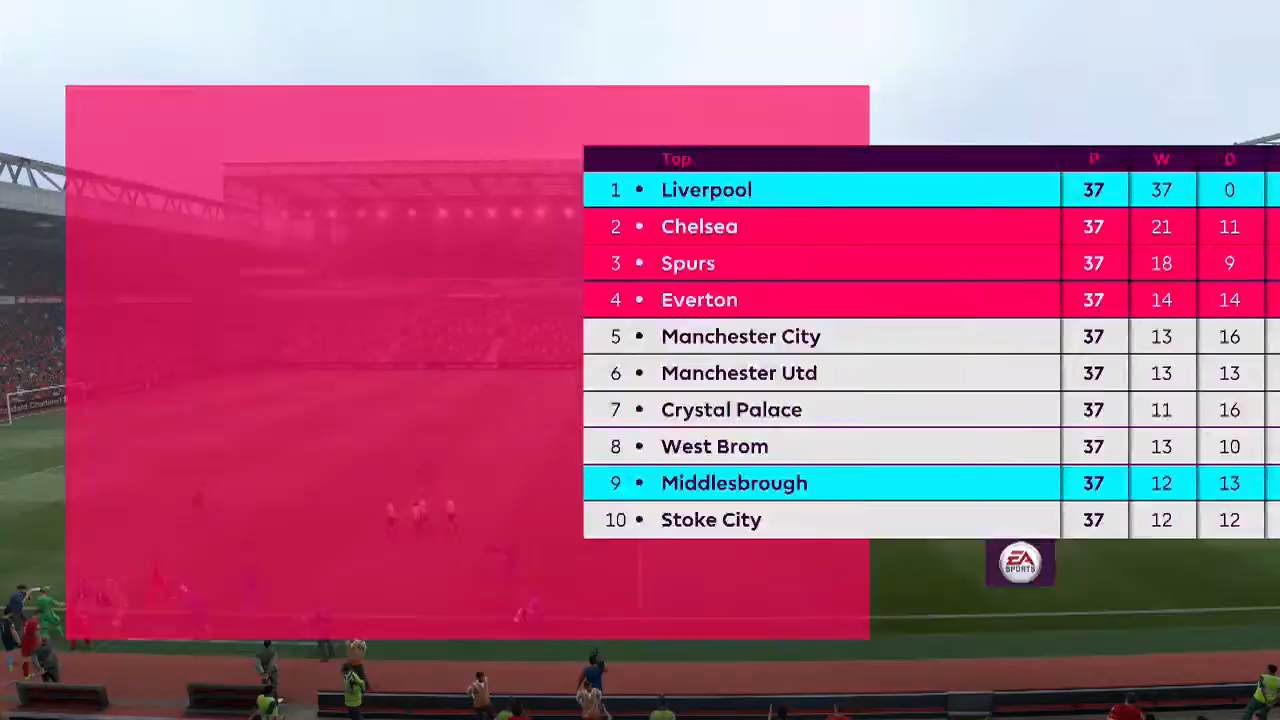 Top P W D
1 • Liverpool 37 37 0
2 • Chelsea 37 21 11
3 • Spurs 37 18 9
4 • Everton 37 14 14
5 • Manchester City 37 13 16
6 • Manchester Utd 37 13 13
7 • Crystal Palace 37 11 16
8 • West Brom 37 13 10
9 • Middlesbrough 37 12 13
10 • Stoke City 37 12 12
EA
SPORTS